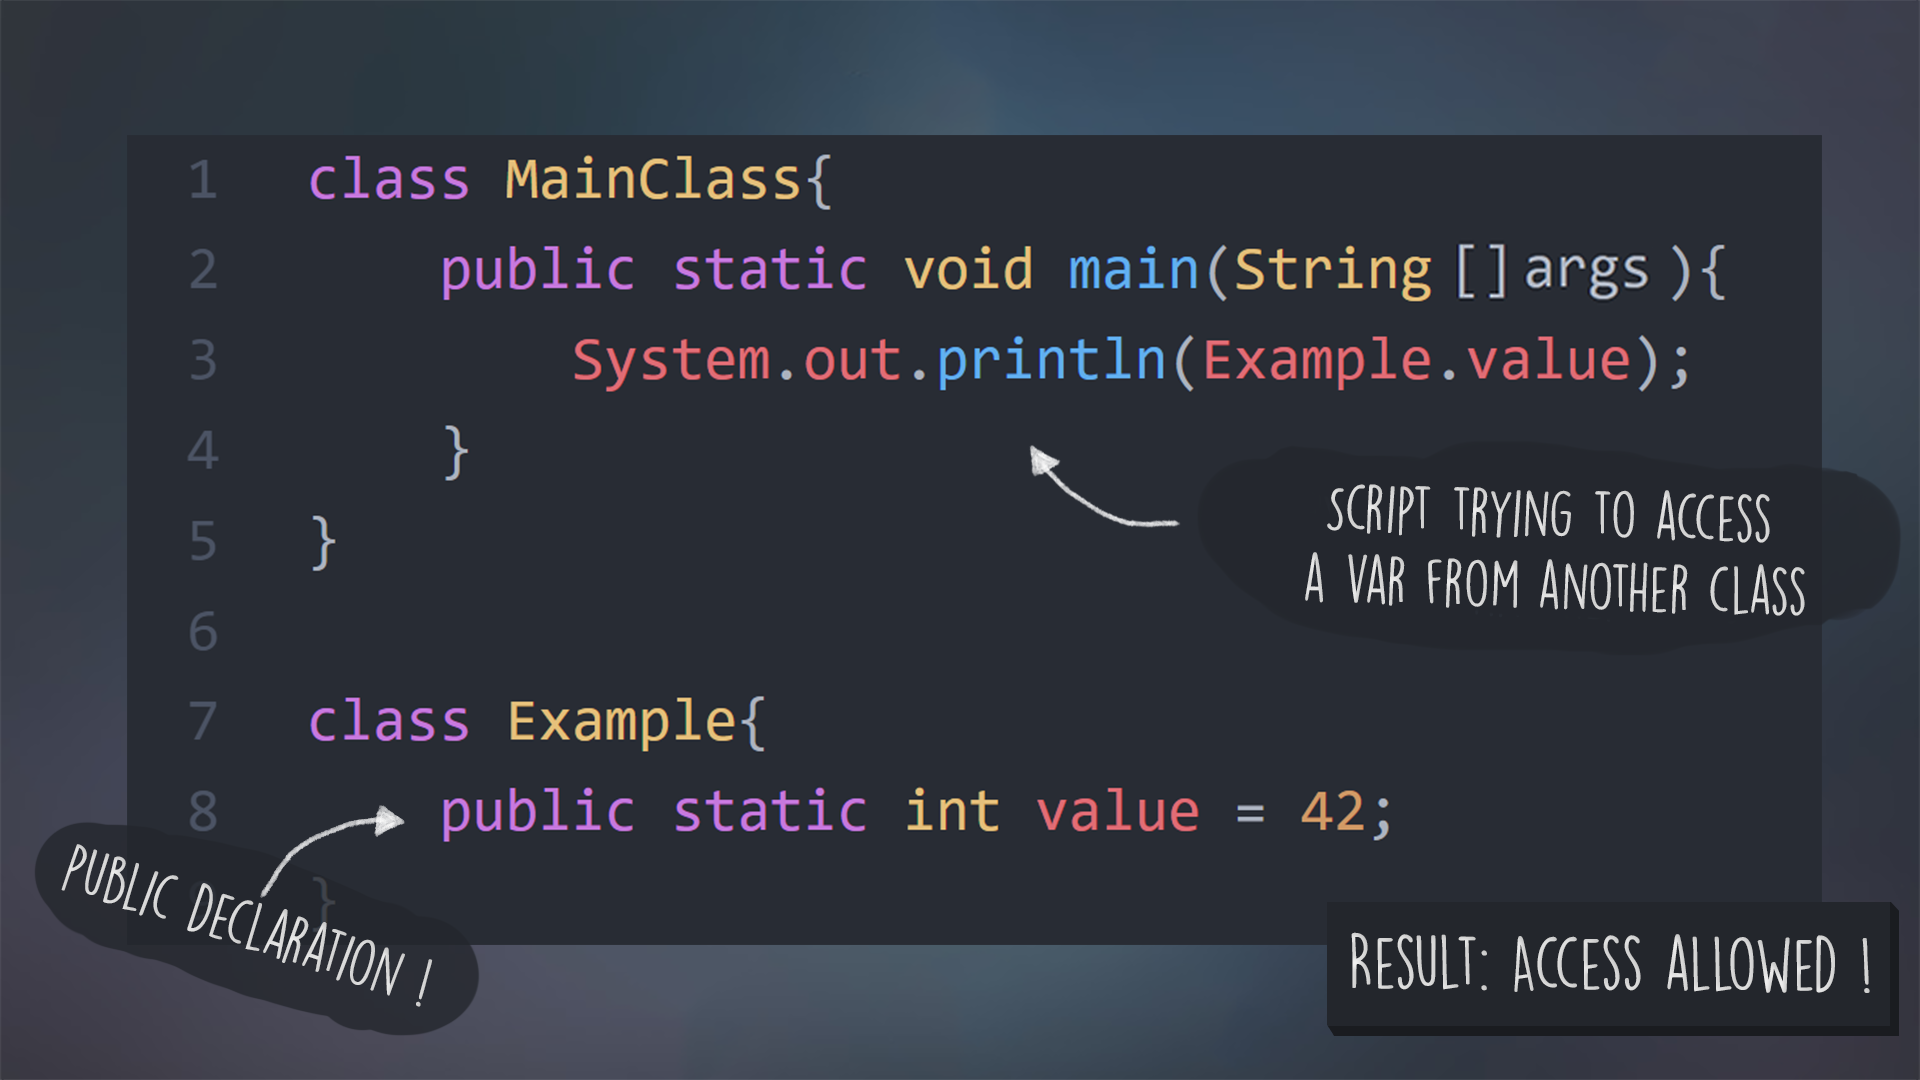 1 class MainClass{
2 public static void main(String []args ){
3 System.out.println(Example.value);
4 }
5 }
6
7 class Example{
8 public static int value = 42;
}
SCRIPT TRYING TO ACCESS
A VAR FROM ANOTHER CLASS
PUBLIC DECLARATION !
RESULT: ACCESS ALLOWED !